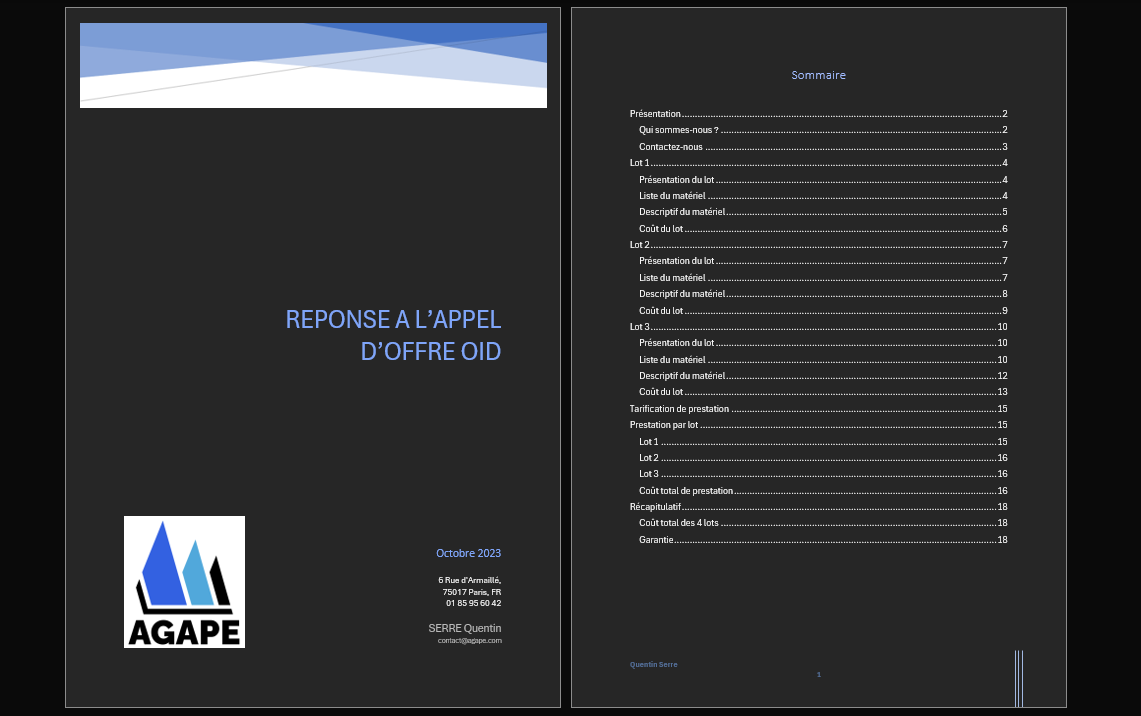 REPONSE A L’APPEL
D’OFFRE OID
AGAPE
Octobre 2023
6 Rue d’Armaillé,
75017 Paris, FR
01 85 95 60 42
SERRE Quentin
contact@agape.com
Sommaire
Présentation 2
Qui sommes-nous ? 2
Contactez-nous 3
Lot 1 4
Présentation du lot 4
Liste du matériel 4
Descriptif du matériel 5
Coût du lot 6
Lot 2 7
Présentation du lot 7
Liste du matériel 7
Descriptif du matériel 8
Coût du lot 9
Lot 3 10
Présentation du lot 10
Liste du matériel 10
Descriptif du matériel 12
Coût du lot 13
Tarification de prestation 15
Prestation par lot 15
Lot 1 15
Lot 2 16
Lot 3 16
Coût total de prestation 16
Récapitulatif 18
Coût total des 4 lots 18
Garantie 18
Quentin Serre
1